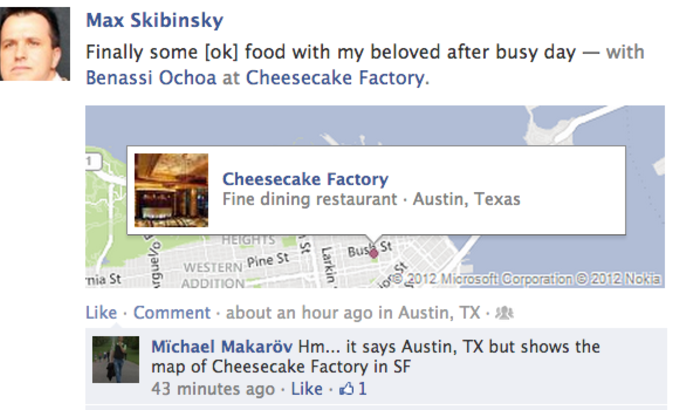 Max Skibinsky
Finally some [ok] food with my beloved after busy day — with
Benassi Ochoa at Cheesecake Factory.
1
Cheesecake Factory
Fine dining restaurant · Austin, Texas
HEIGHTS
WESTERN
ADDITION
Pine St
Larkin
Bush St
nia St
© 2012 Microsoft Corporation © 2012 Nokia
Like · Comment · about an hour ago in Austin, TX ·
Mïchael Makaröv Hm... it says Austin, TX but shows the
map of Cheesecake Factory in SF
43 minutes ago · Like · 1